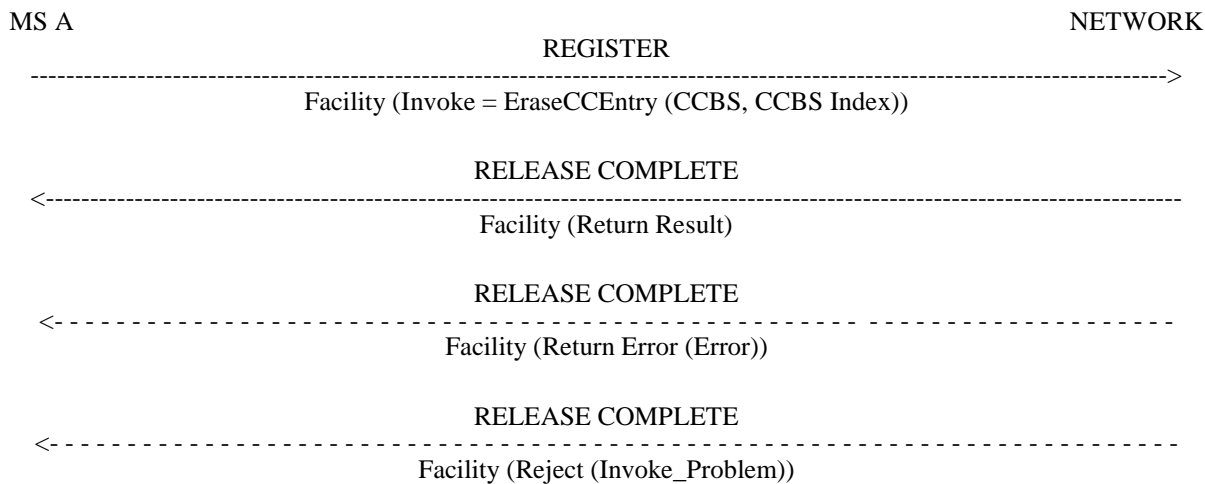 MS A NETWORK
REGISTER
------------------------------------------------------------------------------------------------------------------------------>
Facility (Invoke = EraseCCEntry (CCBS, CCBS Index))
RELEASE COMPLETE
<------------------------------------------------------------------------------------------------------------------------------
Facility (Return Result)
RELEASE COMPLETE
<- - - - - - - - - - - - - - - - - - - - - - - - - - - - - - - - - - - - - - - - - - - - - - - - - - - - - - - - - - - - - - - - - - - - - - - -
Facility (Return Error (Error))
RELEASE COMPLETE
<- - - - - - - - - - - - - - - - - - - - - - - - - - - - - - - - - - - - - - - - - - - - - - - - - - - - - - - - - - - - - - - - - - - - - - - -
Facility (Reject (Invoke_Problem))